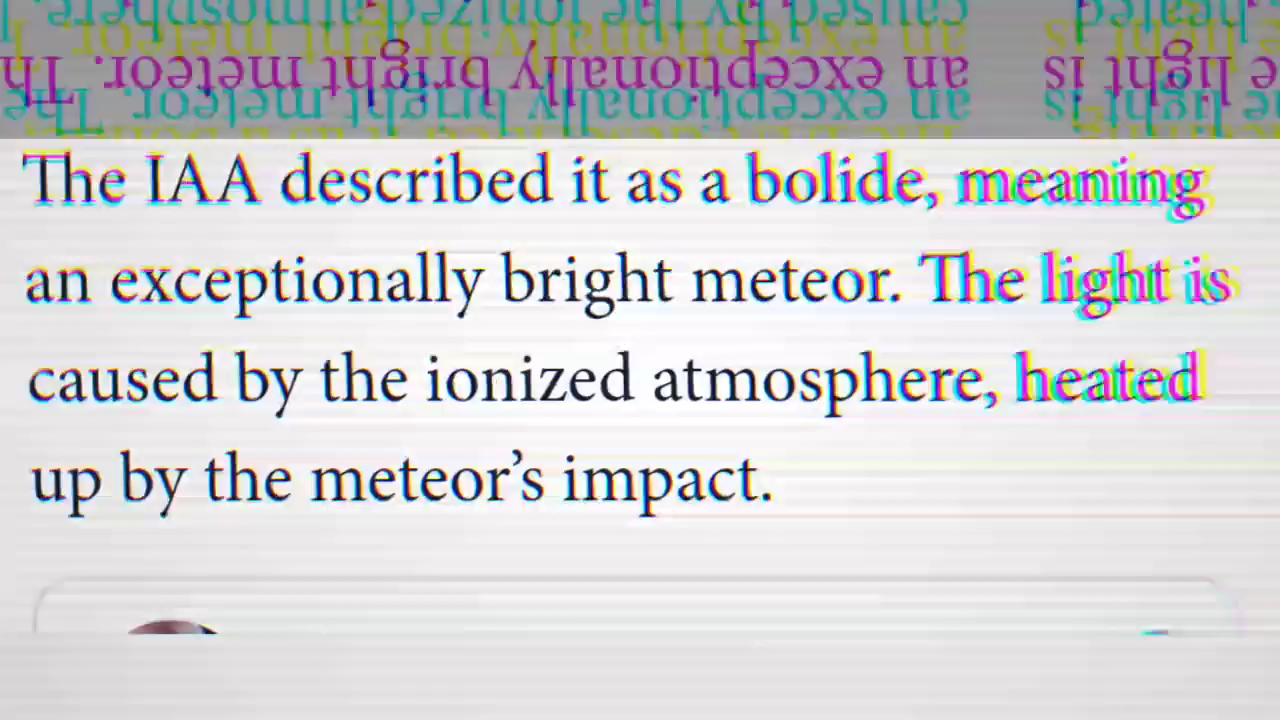 The IAA described it as a bolide, meaning
an exceptionally bright meteor. The light is
caused by the ionized atmosphere, heated
up by the meteor’s impact.